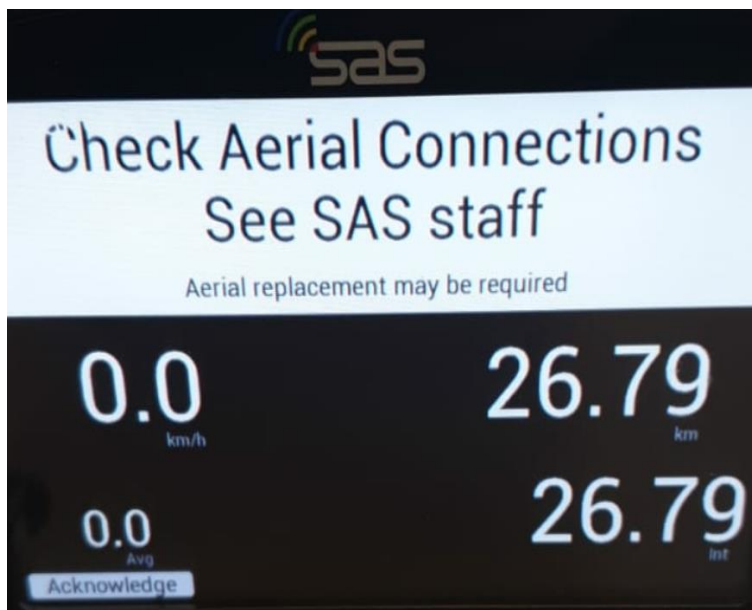 sas
Check Aerial Connections
See SAS staff
Aerial replacement may be required
0.0
km/h
26.79
km
0.0
Avg
26.79
Int
Acknowledge